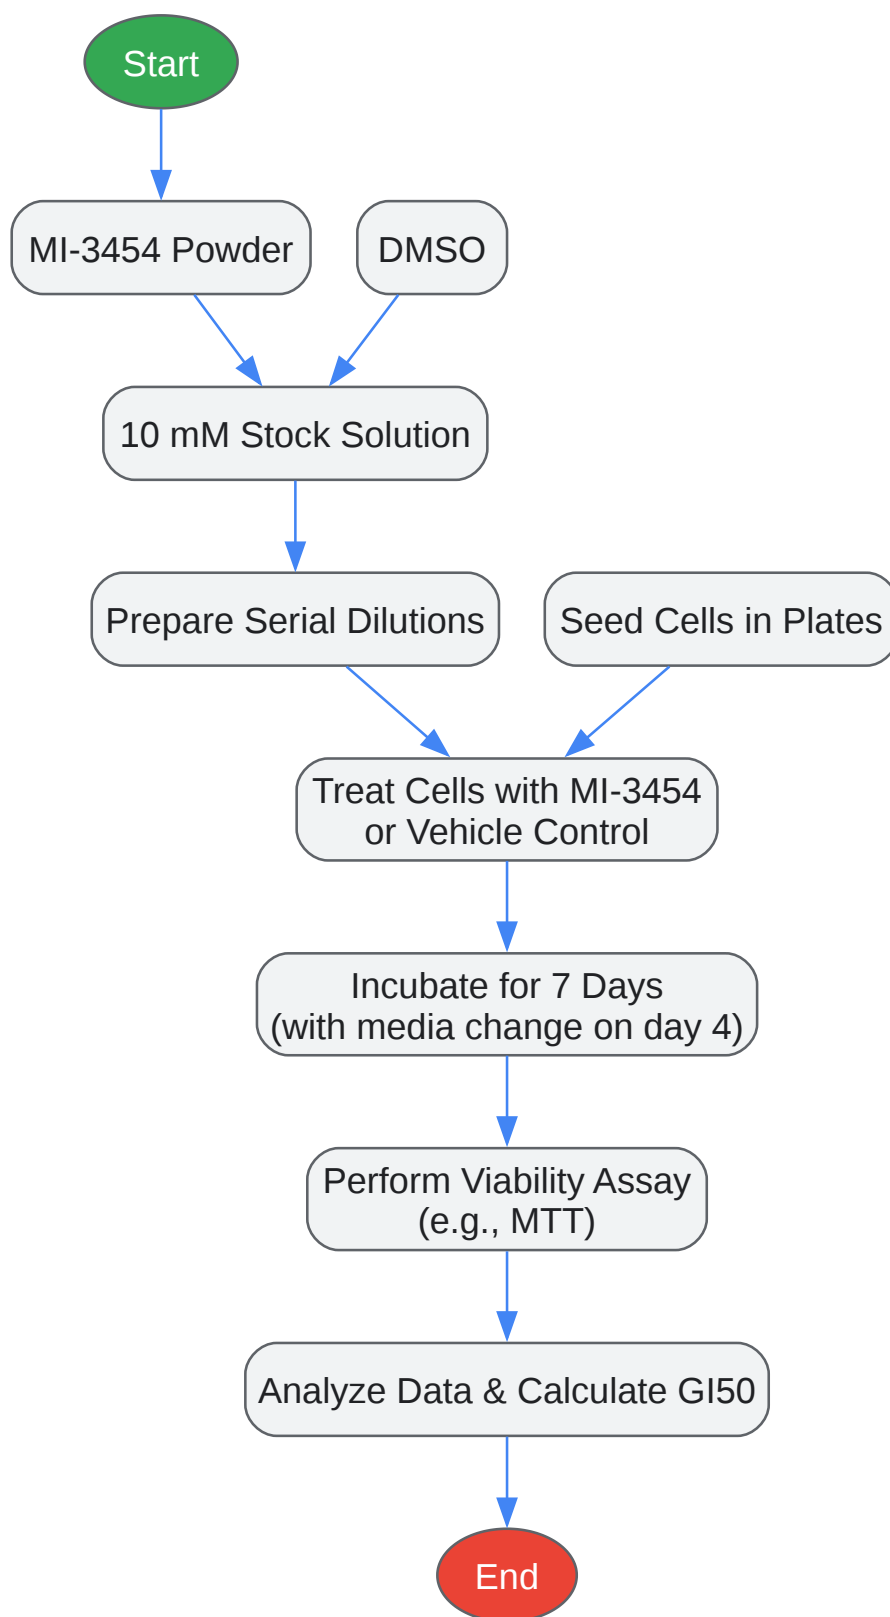 Start
MI-3454 Powder
DMSO
10 mM Stock Solution
Prepare Serial Dilutions
Seed Cells in Plates
Treat Cells with MI-3454
or Vehicle Control
Incubate for 7 Days
(with media change on day 4)
Perform Viability Assay
(e.g., MTT)
Analyze Data & Calculate GI50
End